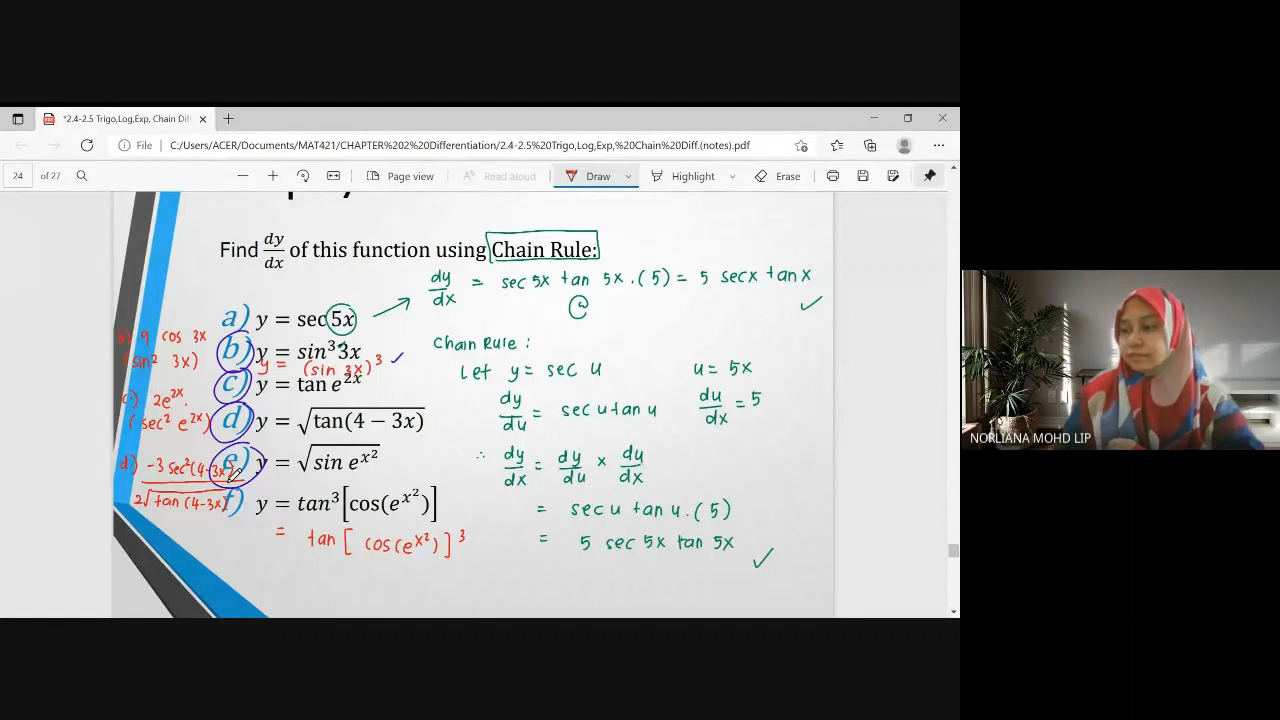 *2.4-2.5 Trigo,Log,Exp, Chain Dif
File C:/Users/ACER/Documents/MAT421/CHAPTER%202%20Differentiation/2.4-2.5%20Trigo,Log,Exp,%20Chain%20Diff.(notes).pdf
24 of 27 Page view Read aloud Draw Highlight Erase
Find dy/dx of this function using Chain Rule:
dy/dx = sec 5x tan 5x . (5) = 5 sec x tan x
a) y = sec 5x
b) y = sin³ 3x
y = (sin 3x)³
c) y = tan e^(2x)
d) y = √(tan(4 − 3x))
e) y = √(sin e^(x²))
f) y = tan³[cos(e^(x²))]
= tan [ cos(e^(x²)) ]³
9 cos 3x
(sin² 3x)
2e^(2x).
(sec² e^(2x))
d) −3 sec²(4−3x)
2√(tan (4−3x))
Chain Rule :
Let y = sec u u = 5x
dy/du = sec u tan u du/dx = 5
∴ dy/dx = dy/du × du/dx
= sec u tan u . (5)
= 5 sec 5x tan 5x
NORLIANA MOHD LIP